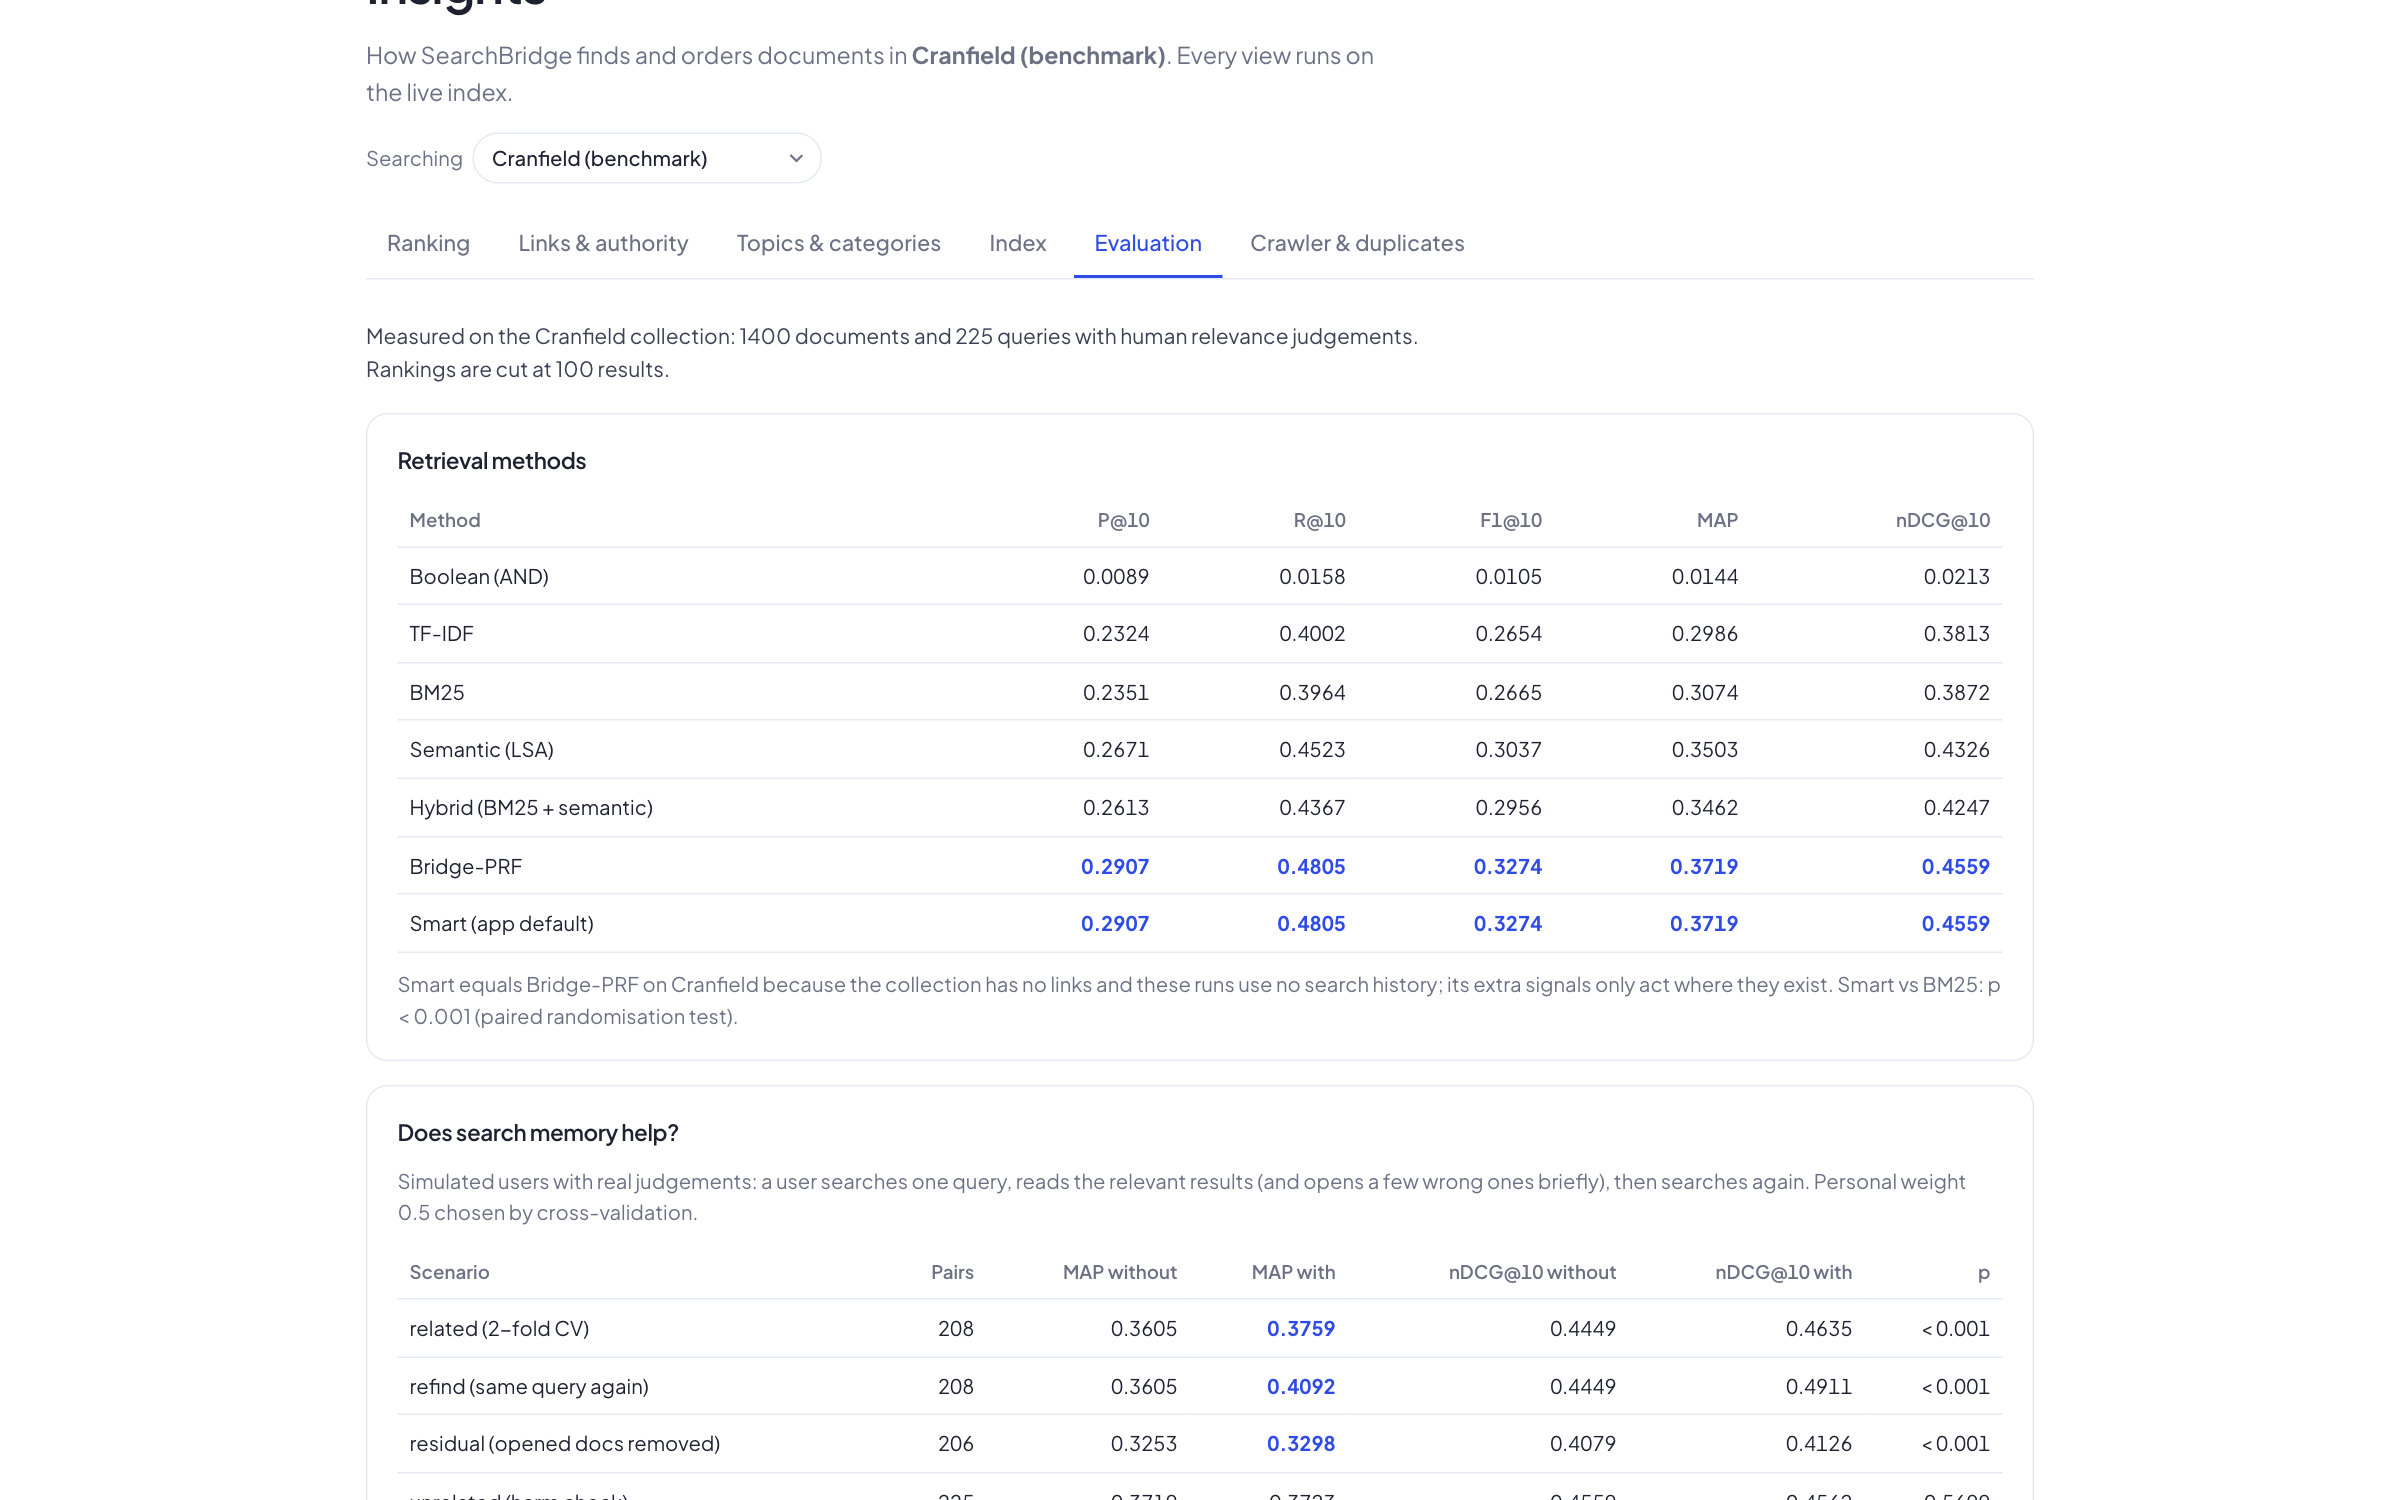 Insights
How SearchBridge finds and orders documents in Cranfield (benchmark). Every view runs on
the live index.
Searching Cranfield (benchmark)
Ranking Links & authority Topics & categories Index Evaluation Crawler & duplicates
Measured on the Cranfield collection: 1400 documents and 225 queries with human relevance judgements.
Rankings are cut at 100 results.
Retrieval methods
Method P@10 R@10 F1@10 MAP nDCG@10
Boolean (AND) 0.0089 0.0158 0.0105 0.0144 0.0213
TF-IDF 0.2324 0.4002 0.2654 0.2986 0.3813
BM25 0.2351 0.3964 0.2665 0.3074 0.3872
Semantic (LSA) 0.2671 0.4523 0.3037 0.3503 0.4326
Hybrid (BM25 + semantic) 0.2613 0.4367 0.2956 0.3462 0.4247
Bridge-PRF 0.2907 0.4805 0.3274 0.3719 0.4559
Smart (app default) 0.2907 0.4805 0.3274 0.3719 0.4559
Smart equals Bridge-PRF on Cranfield because the collection has no links and these runs use no search history; its extra signals only act where they exist. Smart vs BM25: p
< 0.001 (paired randomisation test).
Does search memory help?
Simulated users with real judgements: a user searches one query, reads the relevant results (and opens a few wrong ones briefly), then searches again. Personal weight
0.5 chosen by cross-validation.
Scenario Pairs MAP without MAP with nDCG@10 without nDCG@10 with p
related (2-fold CV) 208 0.3605 0.3759 0.4449 0.4635 < 0.001
refind (same query again) 208 0.3605 0.4092 0.4449 0.4911 < 0.001
residual (opened docs removed) 206 0.3253 0.3298 0.4079 0.4126 < 0.001